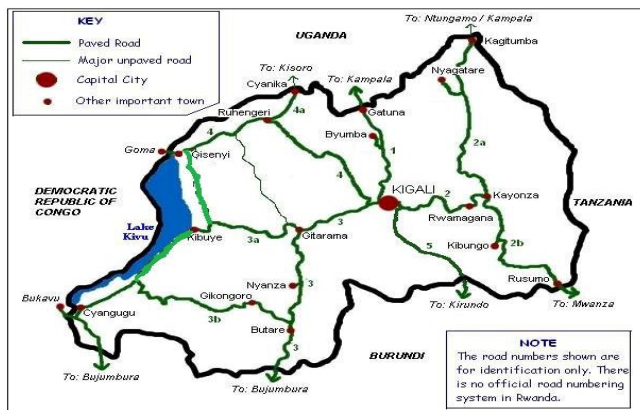 KEY
Paved Road
Major unpaved road
Capital City
Other important town
To: Ntungamo / Kampala
UGANDA
Kagitumba
To: Kisoro
To: Kampala
Nyagatare
Cyanika
4a
Gatuna
Ruhengeri
Byumba
4
1
2a
Goma
Gisenyi
4
KIGALI
2
Kayonza
DEMOCRATIC
REPUBLIC OF
CONGO
TANZANIA
Rwamagana
Lake
Kivu
Kibuye
3a
3
Gitarama
5
Kibungo
2b
Rusumo
Nyanza
3
To: Kirundo
To: Mwanza
Bukavu
Cyangugu
Gikongoro
3b
Butare
3
BURUNDI
To: Bujumbura
To: Bujumbura
NOTE
The road numbers shown are
for identification only. There
is no official road numbering
system in Rwanda.